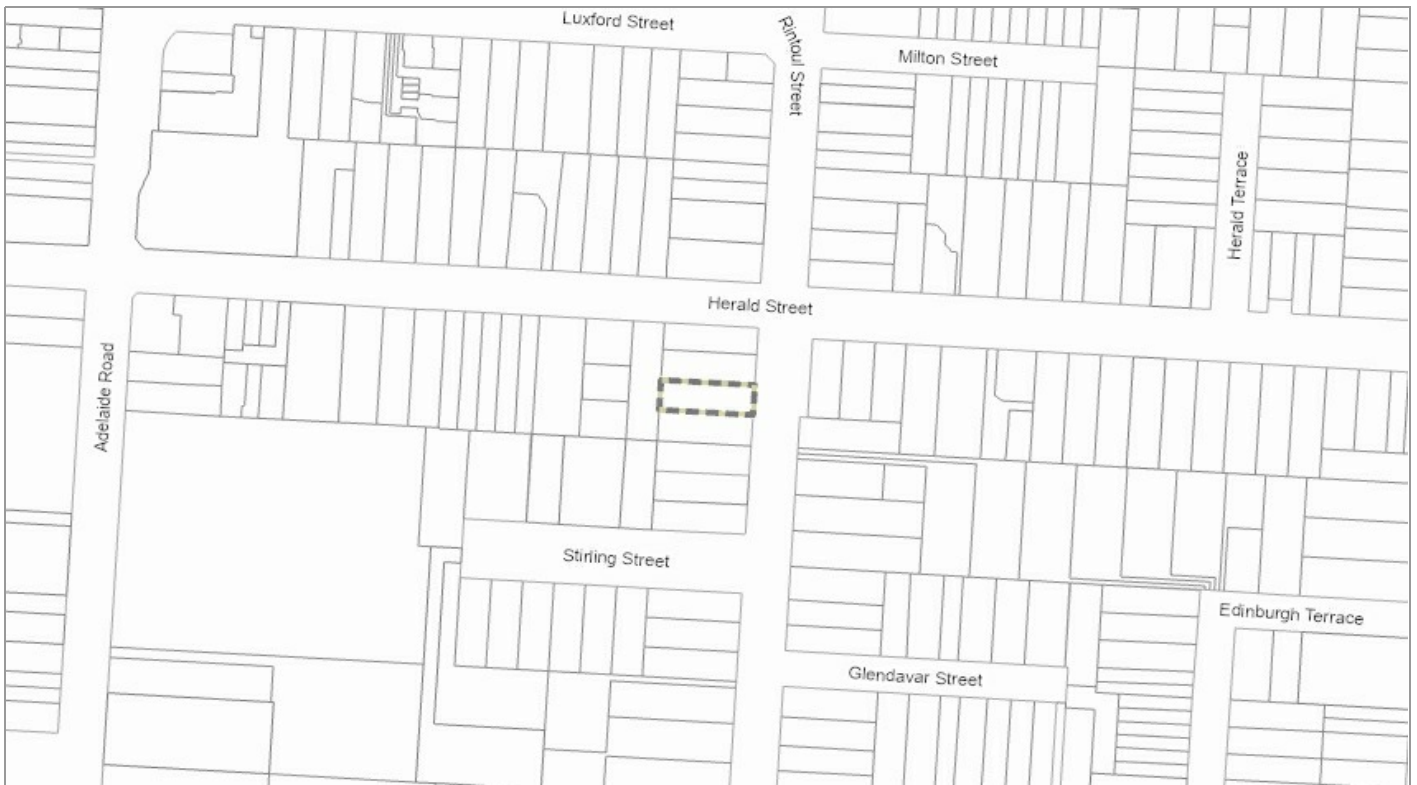 Luxford Street
Rintoul Street
Milton Street
Herald Terrace
Herald Street
Adelaide Road
Stirling Street
Edinburgh Terrace
Glendavar Street